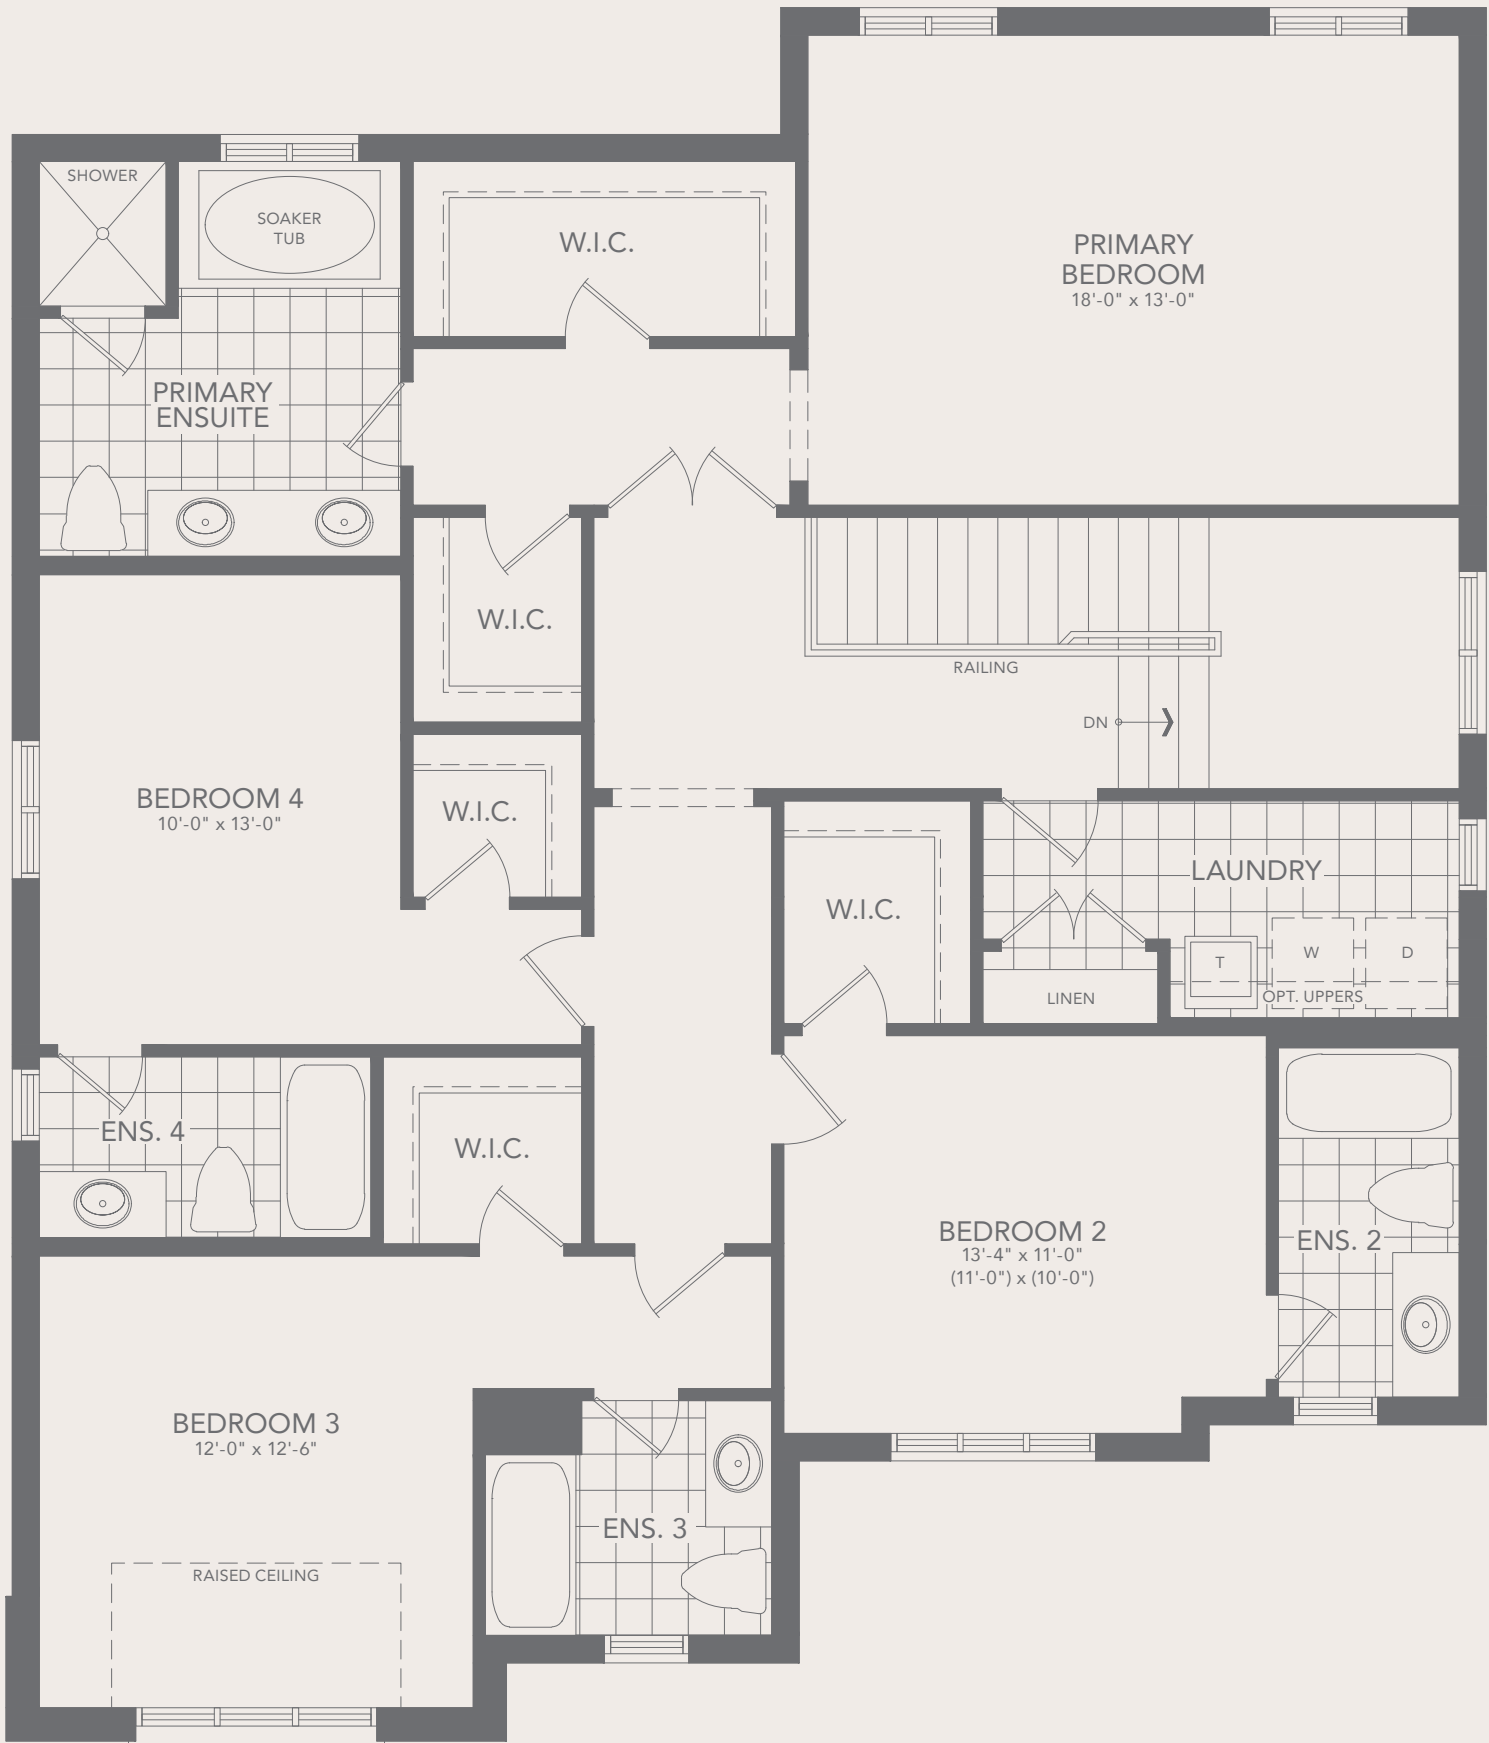 SHOWER
SOAKER
TUB
W.I.C.
PRIMARY
BEDROOM
18'-0" x 13'-0"
PRIMARY
ENSUITE
W.I.C.
RAILING
DN
BEDROOM 4
10'-0" x 13'-0"
W.I.C.
W.I.C.
LAUNDRY
T
W
D
LINEN
OPT. UPPERS
ENS. 4
W.I.C.
BEDROOM 2
13'-4" x 11'-0"
(11'-0") x (10'-0")
ENS. 2
BEDROOM 3
12'-0" x 12'-6"
ENS. 3
RAISED CEILING